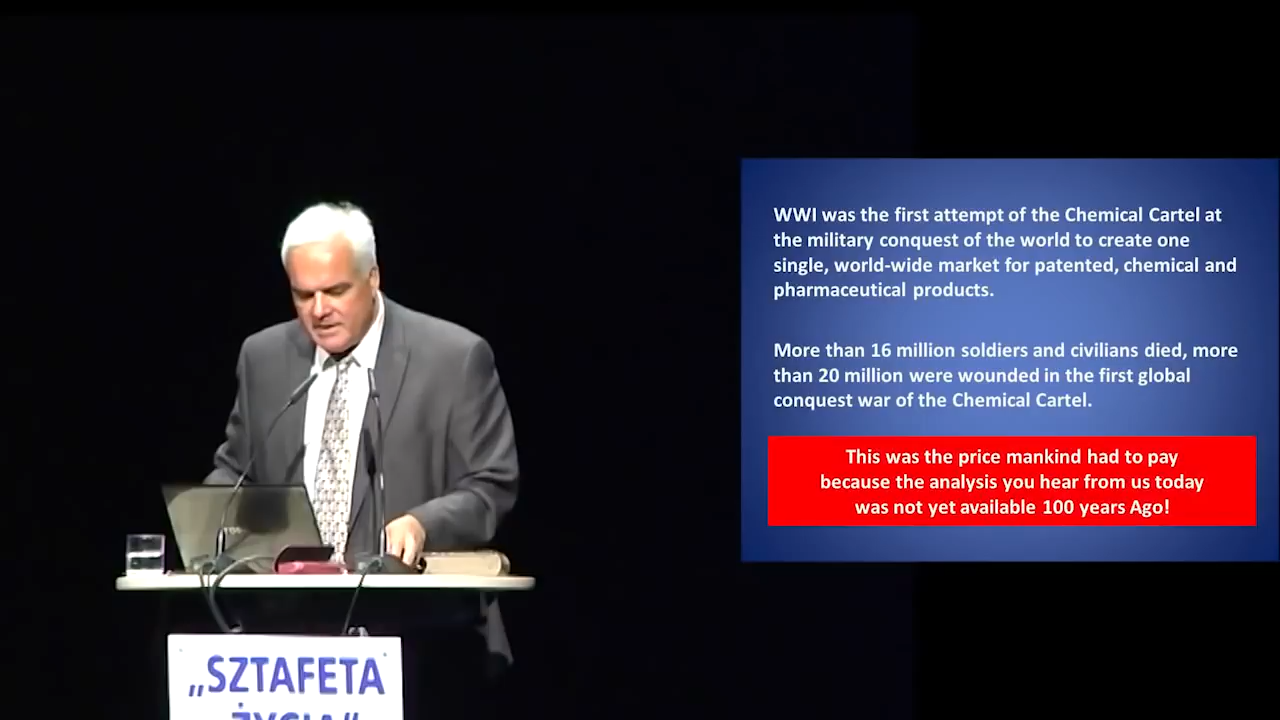 WWI was the first attempt of the Chemical Cartel at
the military conquest of the world to create one
single, world-wide market for patented, chemical and
pharmaceutical products.
More than 16 million soldiers and civilians died, more
than 20 million were wounded in the first global
conquest war of the Chemical Cartel.
This was the price mankind had to pay
because the analysis you hear from us today
was not yet available 100 years Ago!
„SZTAFETA
ŻYCIA"